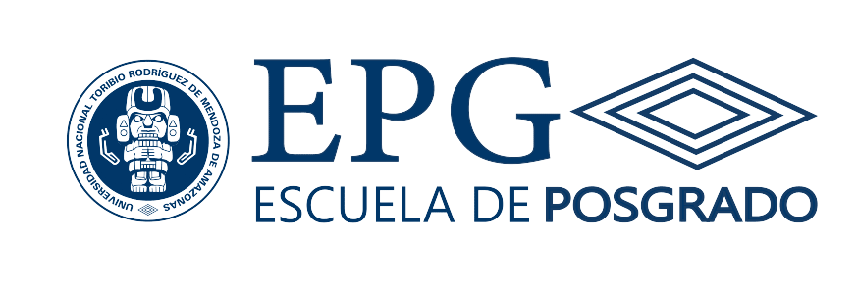 UNIVERSIDAD NACIONAL TORIBIO RODRÍGUEZ DE MENDOZA DE AMAZONAS
EPG
ESCUELA DE POSGRADO